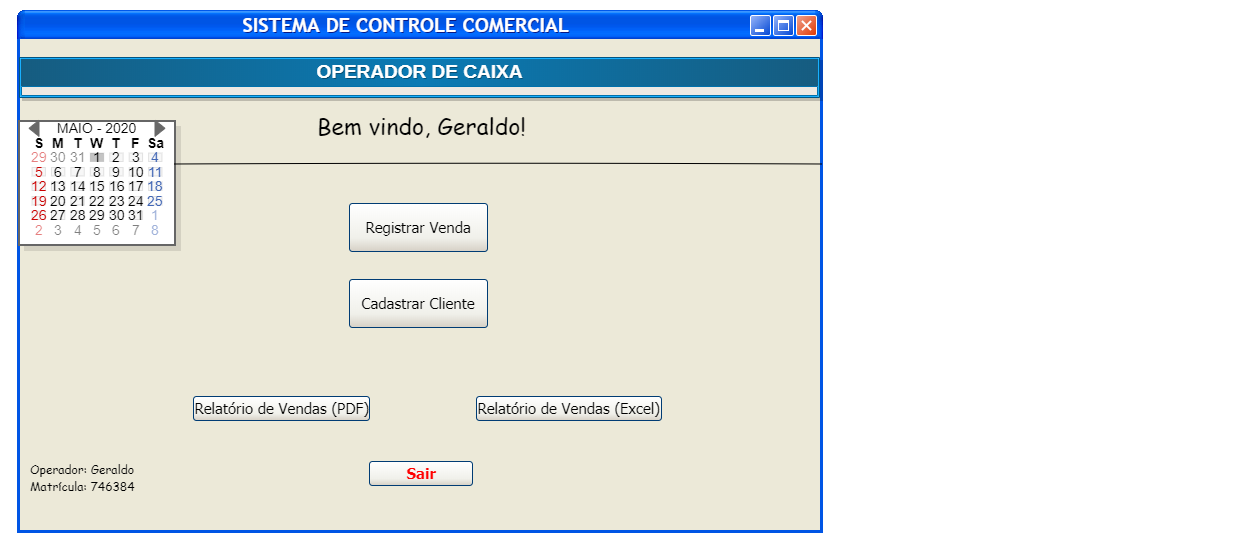 SISTEMA DE CONTROLE COMERCIAL
OPERADOR DE CAIXA
Bem vindo, Geraldo!
MAIO - 2020
S M T W T F Sa
29 30 31 1 2 3 4
5 6 7 8 9 10 11
12 13 14 15 16 17 18
19 20 21 22 23 24 25
26 27 28 29 30 31 1
2 3 4 5 6 7 8
Registrar Venda
Cadastrar Cliente
Relatório de Vendas (PDF) Relatório de Vendas (Excel)
Operador: Geraldo
Matrícula: 746384
Sair